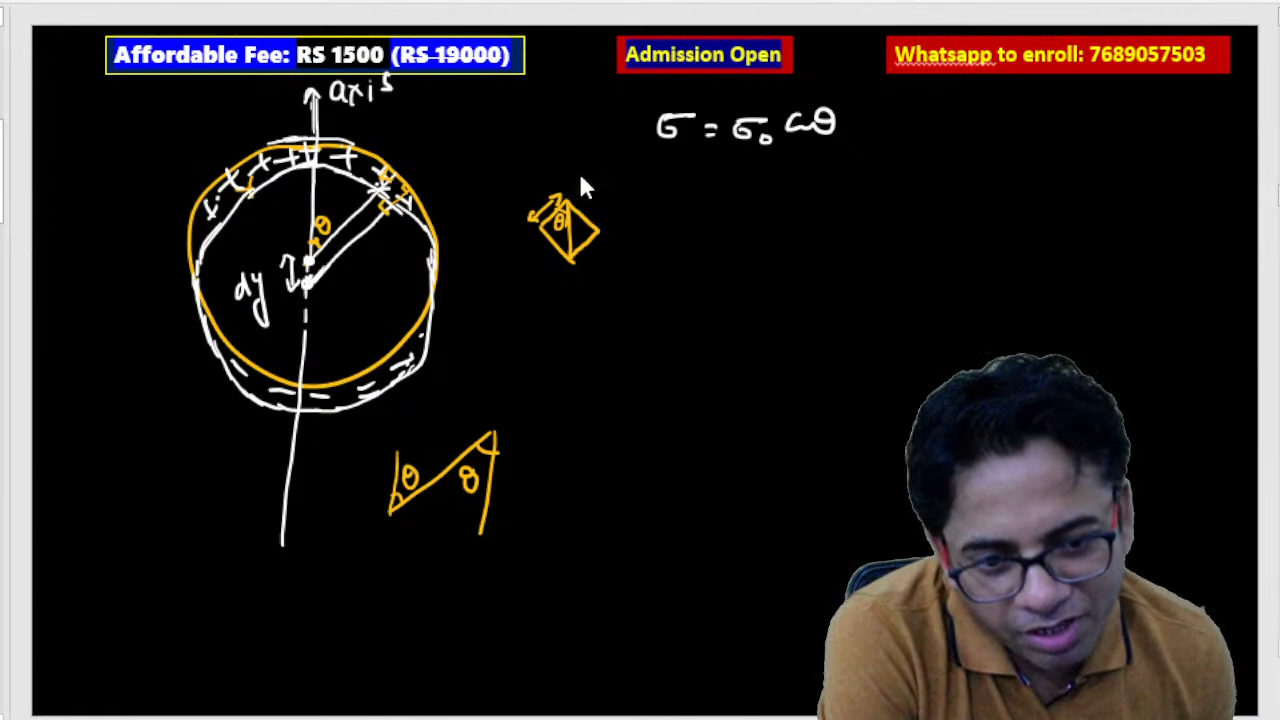 Affordable Fee: RS 1500 (RS 19000)
Admission Open
Whatsapp to enroll: 7689057503
axis
σ = σ₀ cosθ
θ
θ
dy
θ
θ